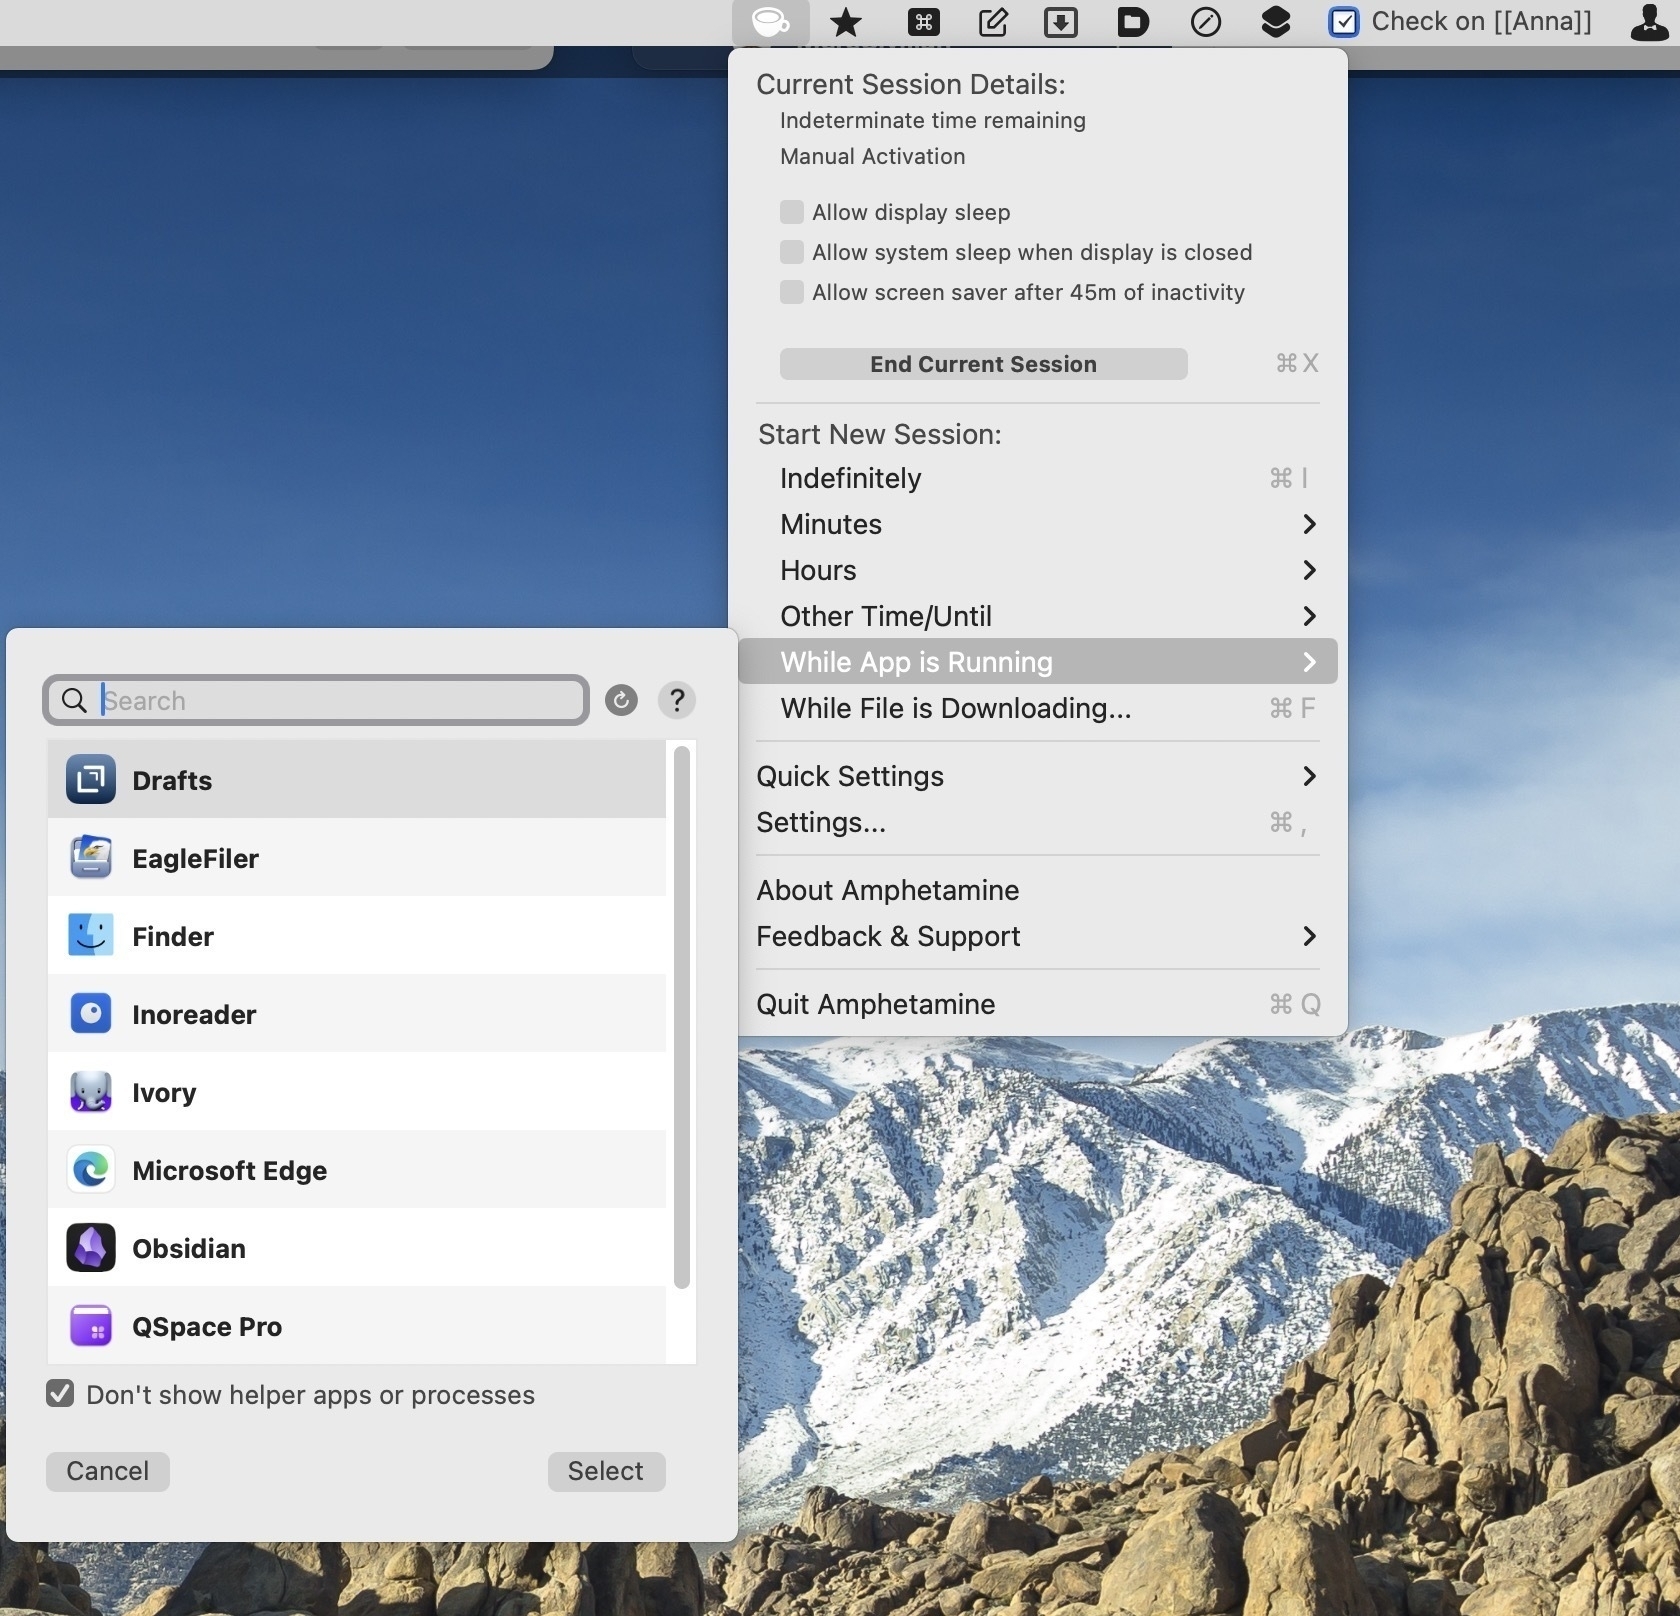 Check on [[Anna]]
Current Session Details:
Indeterminate time remaining
Manual Activation
Allow display sleep
Allow system sleep when display is closed
Allow screen saver after 45m of inactivity
End Current Session ⌘X
Start New Session:
Indefinitely ⌘ I
Minutes
Hours
Other Time/Until
While App is Running
While File is Downloading... ⌘ F
Quick Settings
Settings... ⌘ ,
About Amphetamine
Feedback & Support
Quit Amphetamine ⌘ Q
Search
?
Drafts
EagleFiler
Finder
Inoreader
Ivory
Microsoft Edge
Obsidian
QSpace Pro
Don't show helper apps or processes
Cancel Select